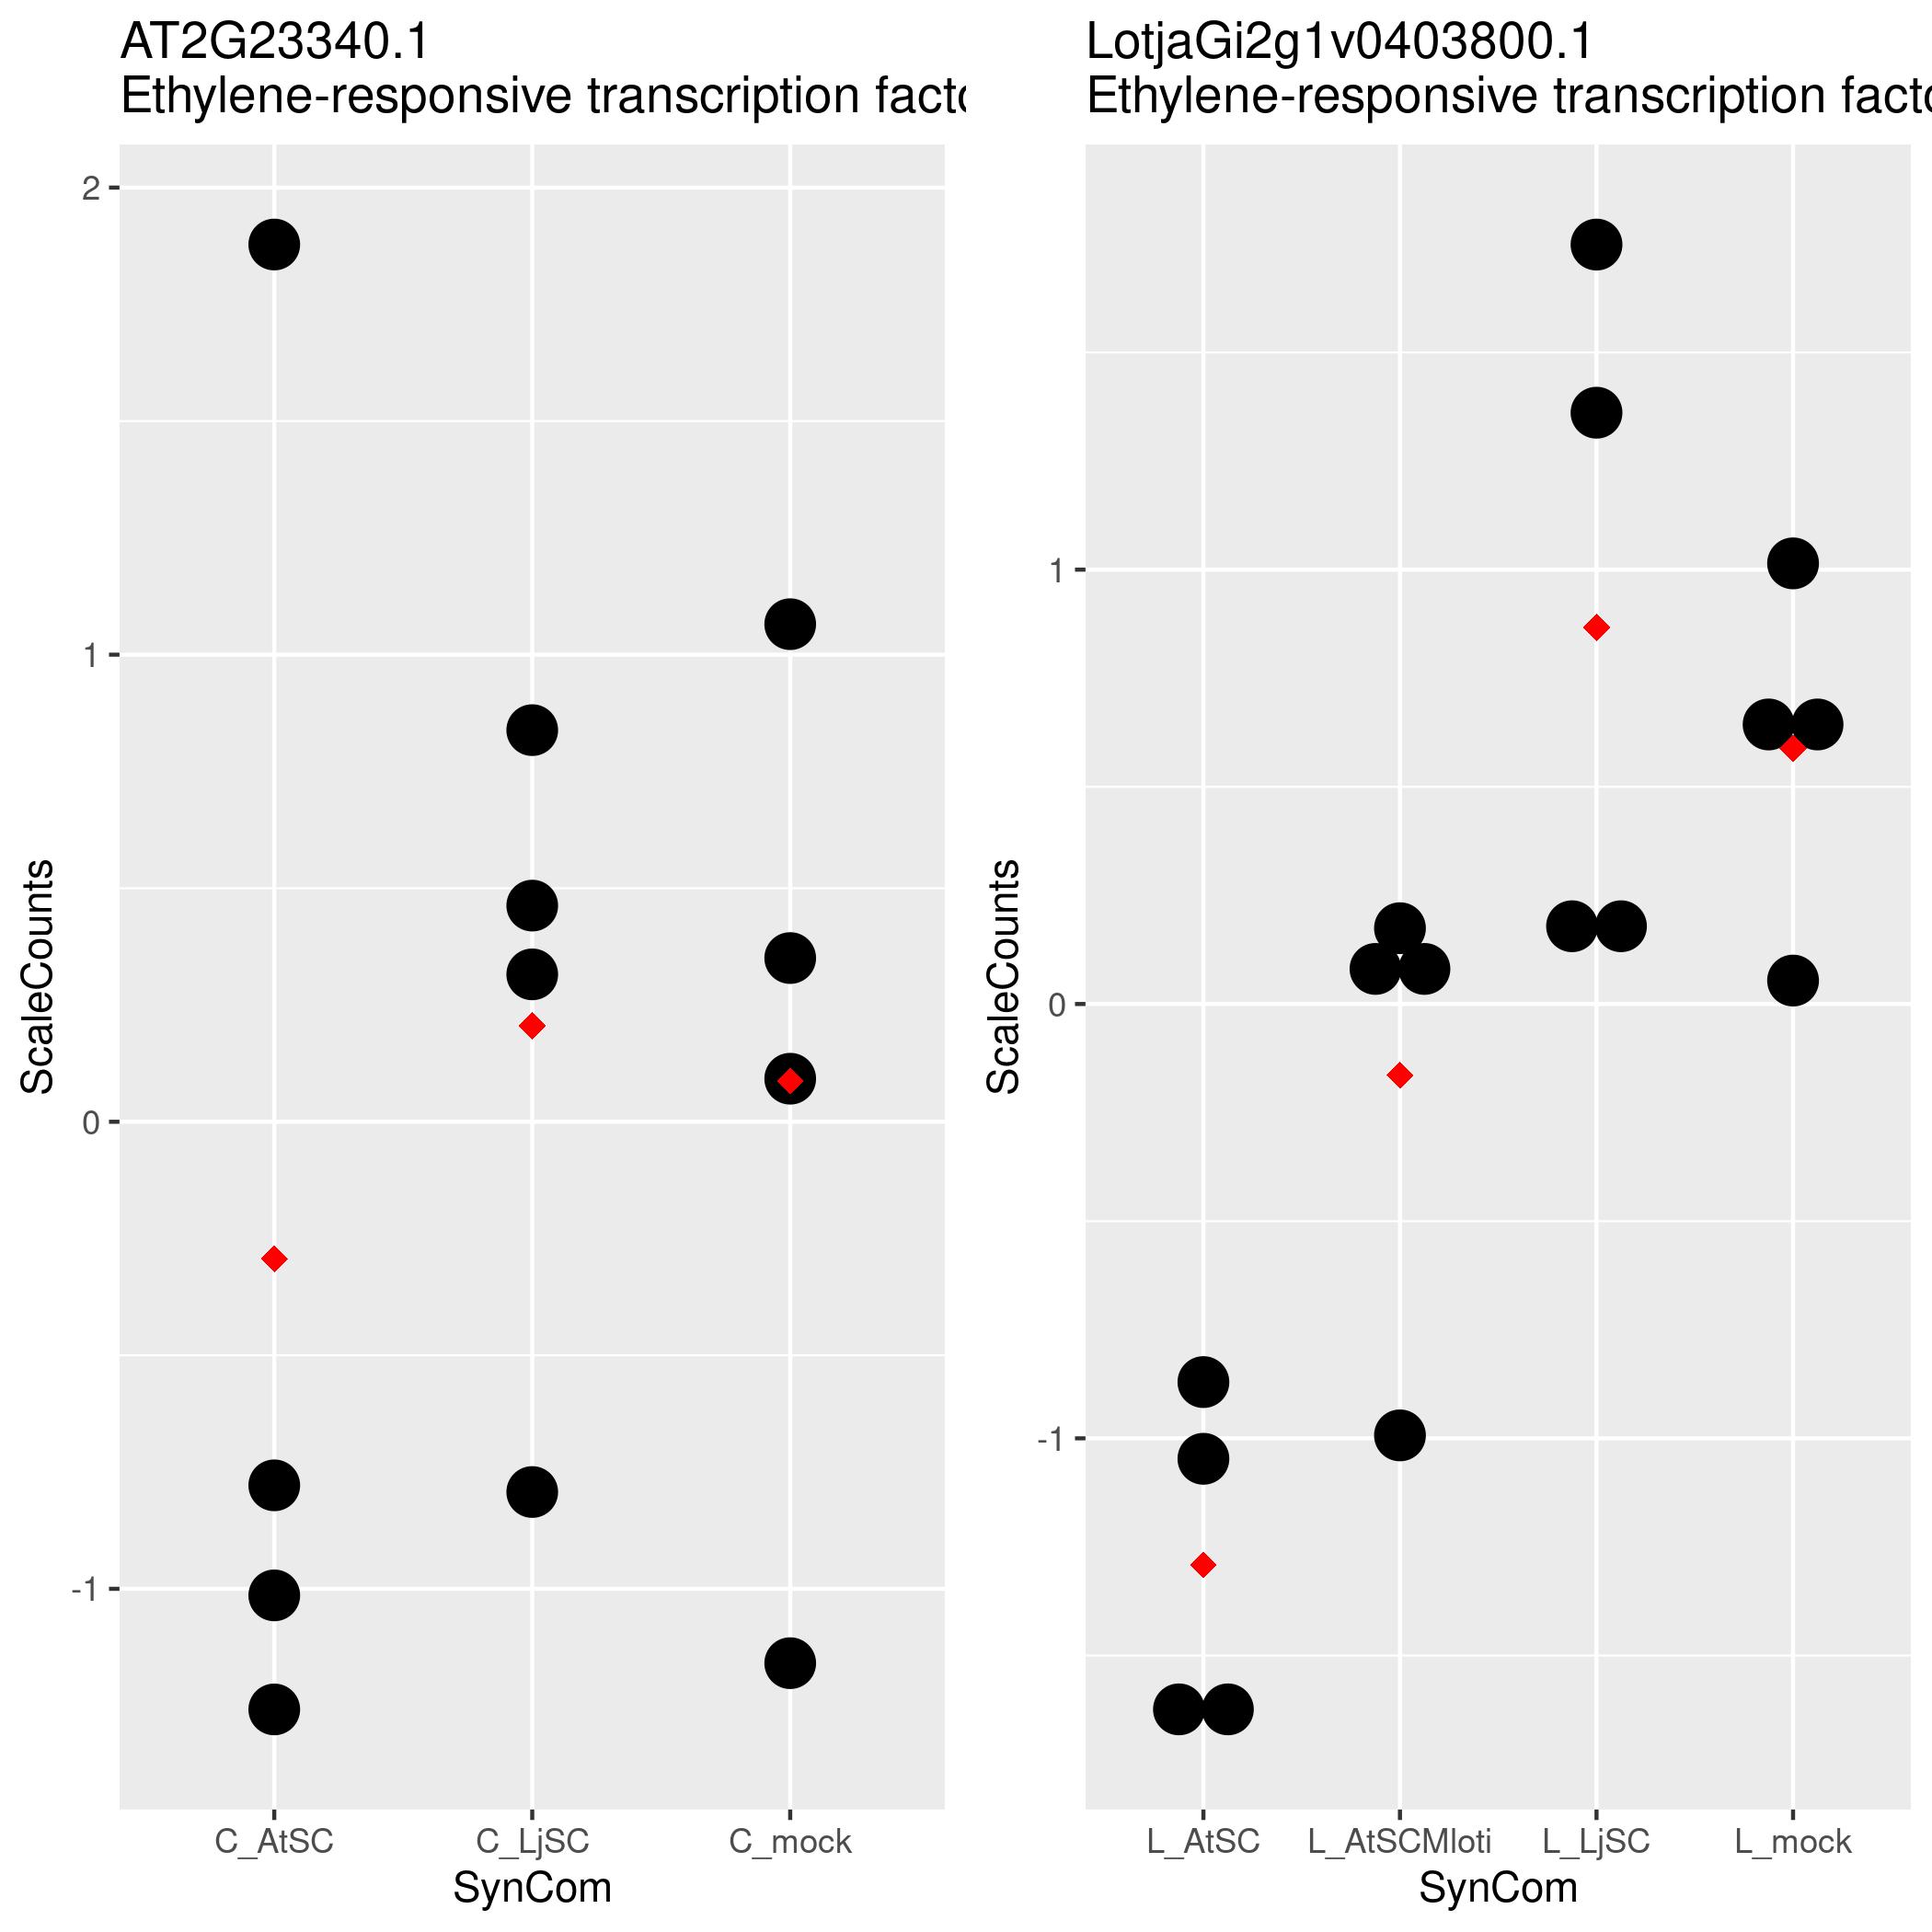 AT2G23340.1
Ethylene-responsive transcription facto
2
1
0
-1
ScaleCounts
C_AtSC C_LjSC C_mock
SynCom
LotjaGi2g1v0403800.1
Ethylene-responsive transcription facto
1
0
-1
ScaleCounts
L_AtSC L_AtSCMloti L_LjSC L_mock
SynCom